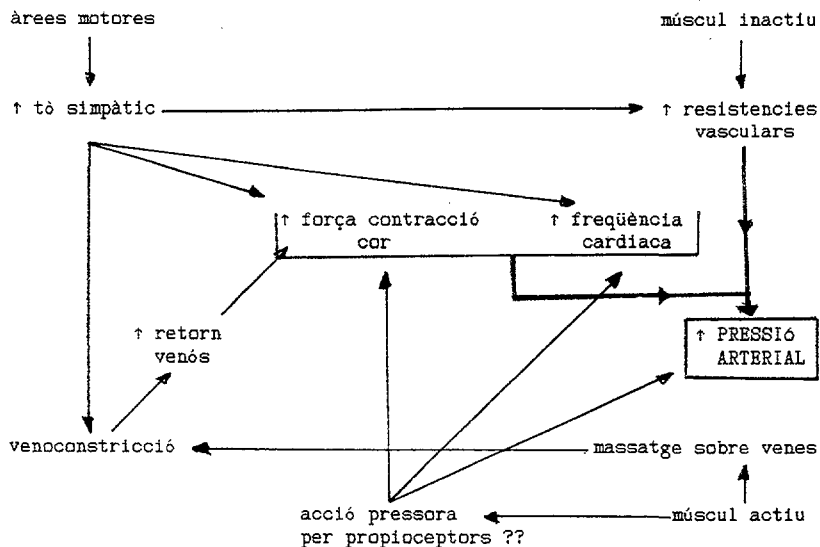 àrees motores
múscul inactiu
↑ tò simpàtic
↑ resistencies
vasculars
↑ força contracció
cor
↑ freqüència
cardiaca
↑ retorn
venós
↑ PRESSIÓ
ARTERIAL
venoconstricció
massatge sobre venes
acció pressora
per propioceptors ??
múscul actiu